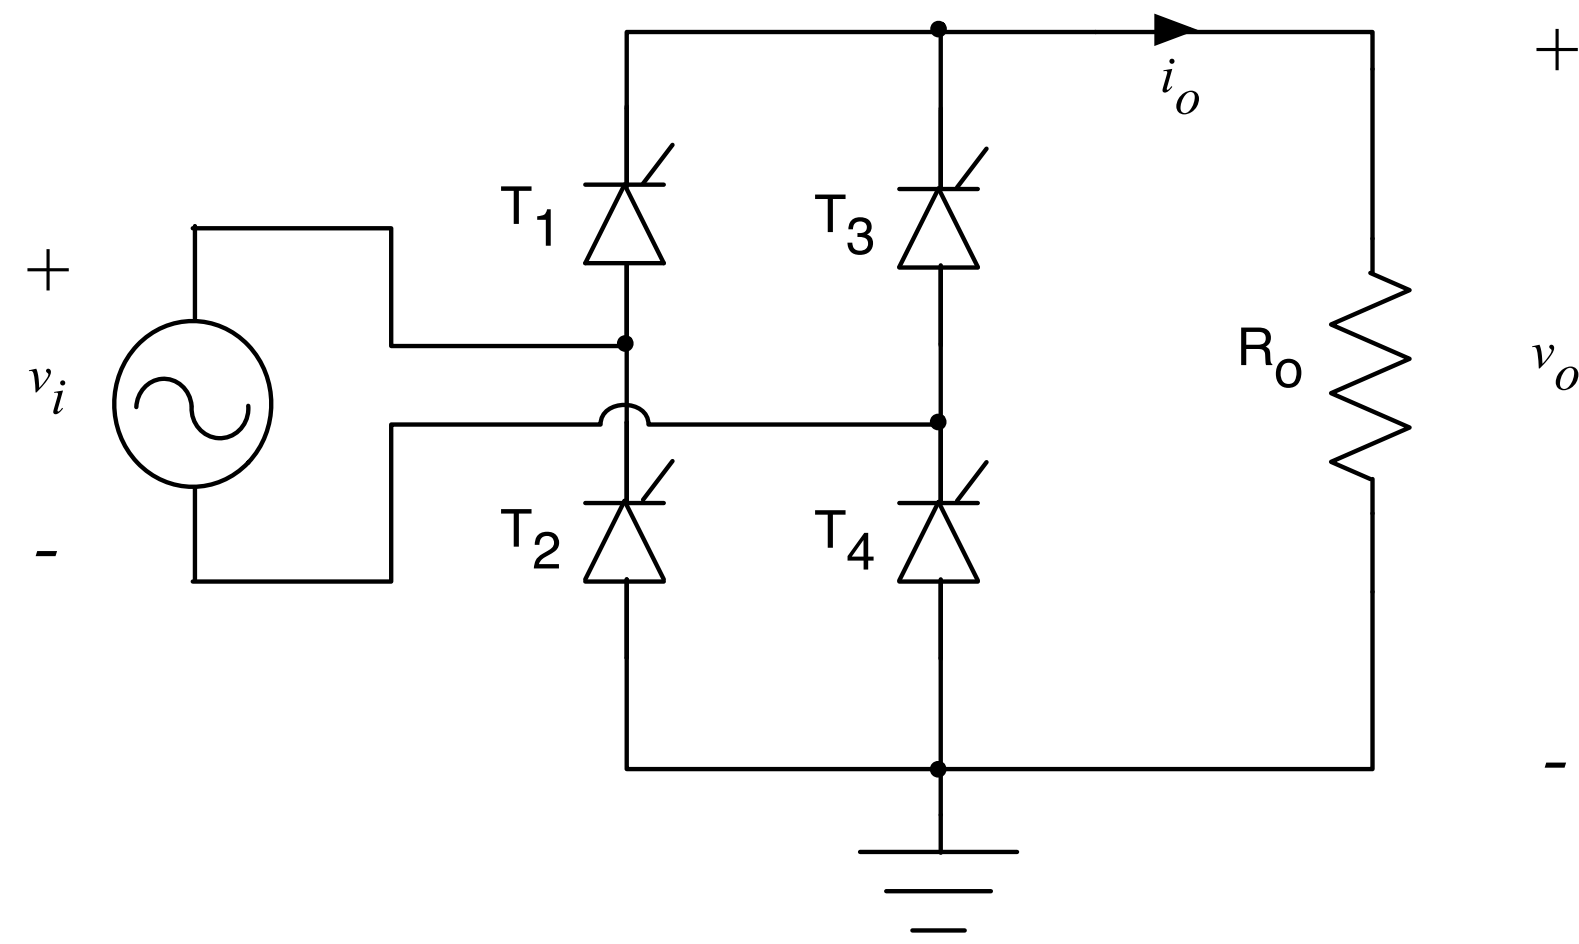 +
i_o
+
T_1
T_3
v_i
R_o
v_o
-
T_2
T_4
-